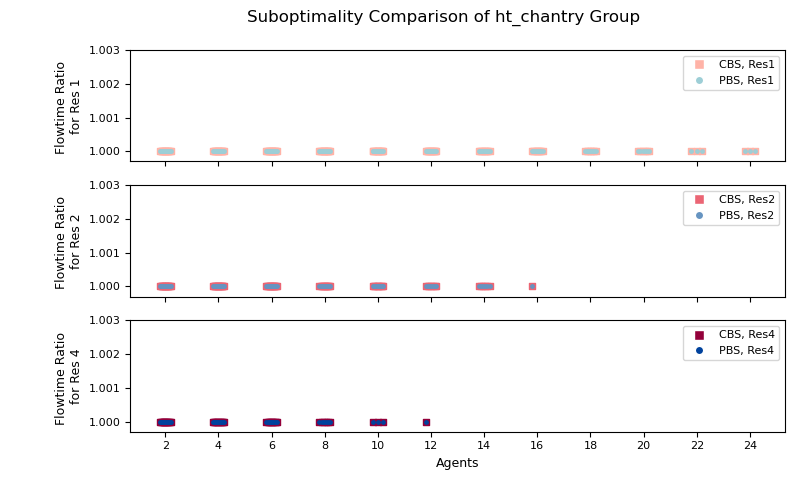 Suboptimality Comparison of ht_chantry Group
Flowtime Ratio
for Res 1
1.003
1.002
1.001
1.000
CBS, Res1
PBS, Res1
Flowtime Ratio
for Res 2
1.003
1.002
1.001
1.000
CBS, Res2
PBS, Res2
Flowtime Ratio
for Res 4
1.003
1.002
1.001
1.000
CBS, Res4
PBS, Res4
2 4 6 8 10 12 14 16 18 20 22 24
Agents